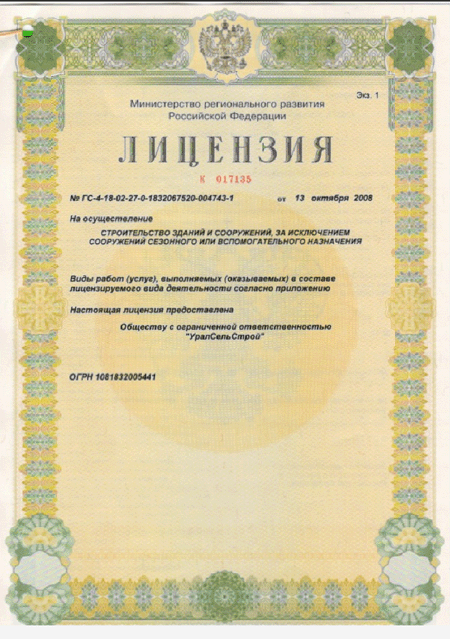 Экз. 1
Министерство регионального развития
Российской Федерации
ЛИЦЕНЗИЯ
К 017135
№ ГС-4-18-02-27-0-1832067520-004743-1 от 13 октября 2008
На осуществление
СТРОИТЕЛЬСТВО ЗДАНИЙ И СООРУЖЕНИЙ, ЗА ИСКЛЮЧЕНИЕМ
СООРУЖЕНИЙ СЕЗОННОГО ИЛИ ВСПОМОГАТЕЛЬНОГО НАЗНАЧЕНИЯ
Виды работ (услуг), выполняемых (оказываемых) в составе
лицензируемого вида деятельности согласно приложению
Настоящая лицензия предоставлена
Обществу с ограниченной ответственностью
"УралСельСтрой"
ОГРН 1081832005441